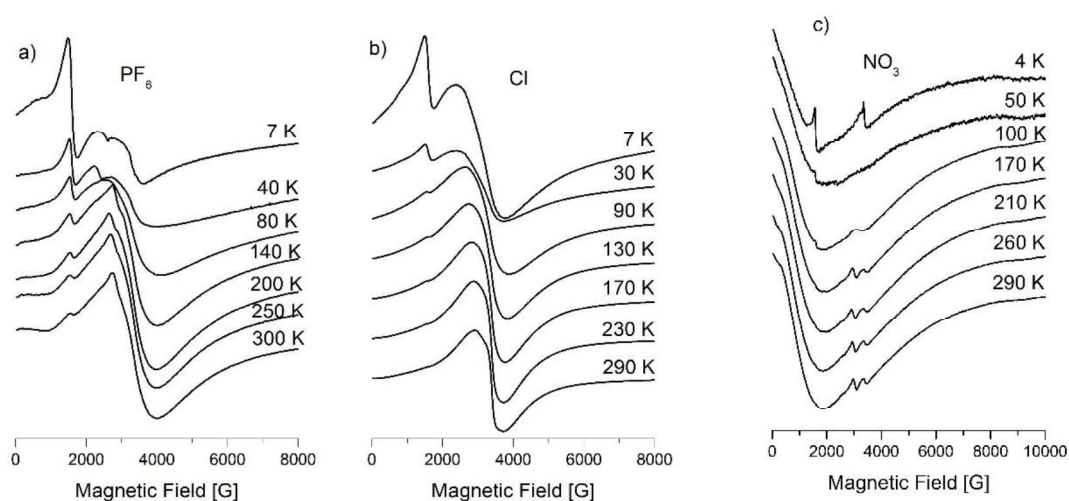 a)
PF6
7 K
40 K
80 K
140 K
200 K
250 K
300 K
0 2000 4000 6000 8000
Magnetic Field [G]
b)
Cl
7 K
30 K
90 K
130 K
170 K
230 K
290 K
0 2000 4000 6000 8000
Magnetic Field [G]
c)
NO3
4 K
50 K
100 K
170 K
210 K
260 K
290 K
0 2000 4000 6000 8000 10000
Magnetic Field [G]